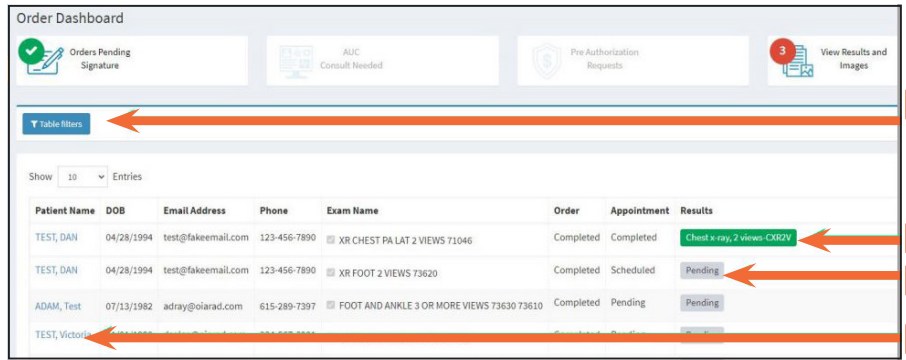 Order Dashboard
Orders Pending
Signature
AUC
Consult Needed
Pre Authorization
Requests
3
View Results and
Images
Table filters
Show 10 Entries
Patient Name DOB Email Address Phone Exam Name Order Appointment Results
TEST, DAN 04/28/1994 test@fakeemail.com 123-456-7890 XR CHEST PA LAT 2 VIEWS 71046 Completed Completed Chest x-ray, 2 views-CXR2V
TEST, DAN 04/28/1994 test@fakeemail.com 123-456-7890 XR FOOT 2 VIEWS 73620 Completed Scheduled Pending
ADAM, Test 07/13/1982 adray@oiarad.com 615-289-7397 FOOT AND ANKLE 3 OR MORE VIEWS 73630 73610 Completed Pending Pending
TEST, Victoria